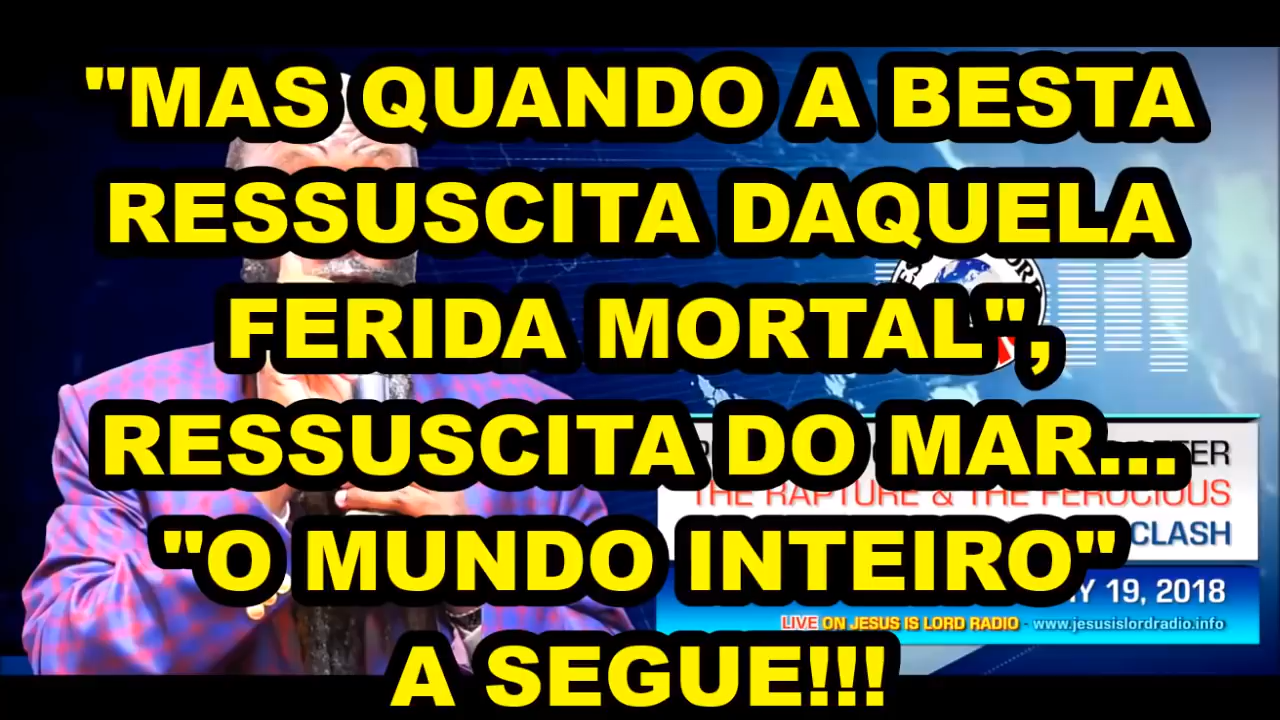 "MAS QUANDO A BESTA
RESSUSCITA DAQUELA
FERIDA MORTAL",
RESSUSCITA DO MAR...
"O MUNDO INTEIRO"
A SEGUE!!!
THE RAPTURE & THE FEROCIOUS
CLASH
19, 2018
LIVE ON JESUS IS LORD RADIO - www.jesusislordradio.info